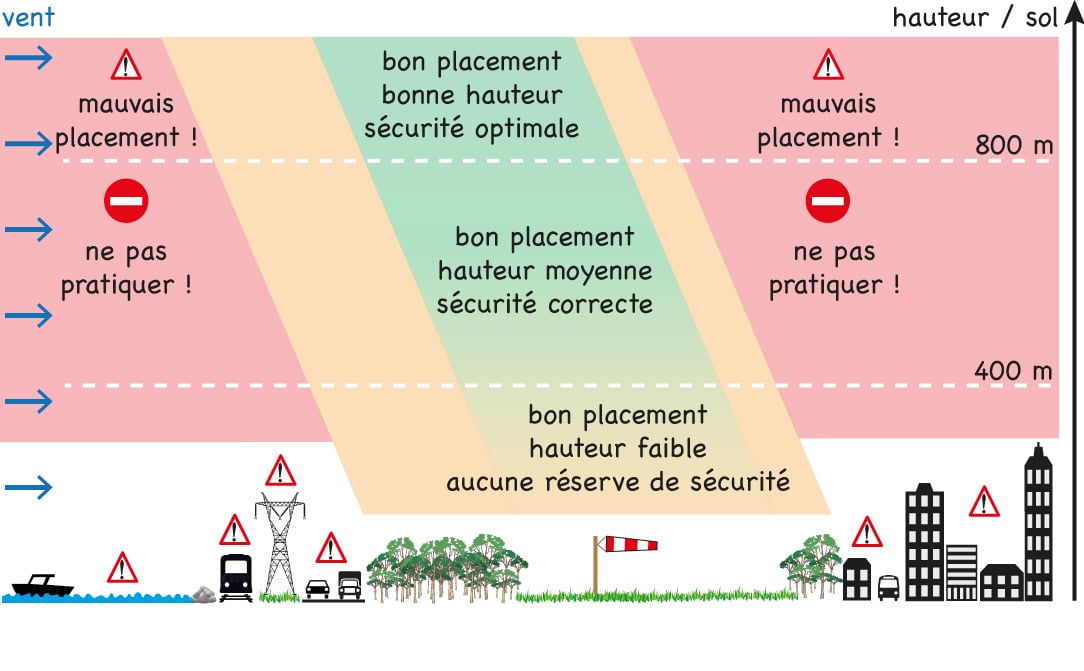 vent
hauteur / sol
mauvais
placement !
bon placement
bonne hauteur
sécurité optimale
mauvais
placement !
800 m
ne pas
pratiquer !
bon placement
hauteur moyenne
sécurité correcte
ne pas
pratiquer !
400 m
bon placement
hauteur faible
aucune réserve de sécurité